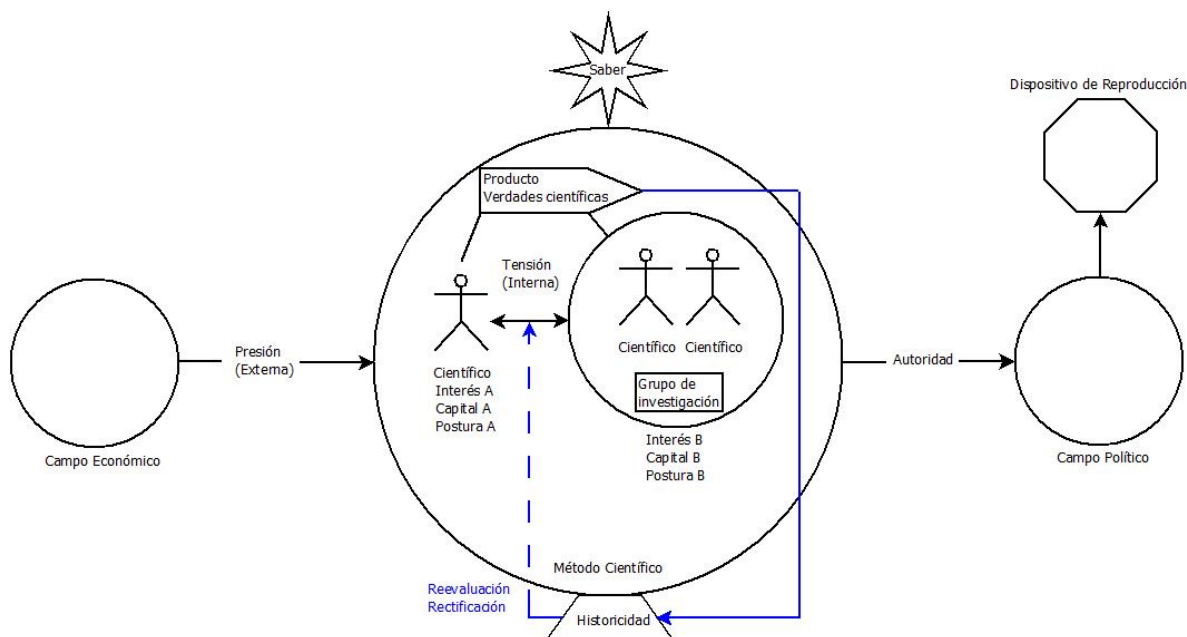 Saber
Dispositivo de Reproducción
Producto
Verdades científicas
Tensión
(Interna)
Presión
(Externa)
Científico
Interés A
Capital A
Postura A
Científico
Científico
Grupo de
investigación
Interés B
Capital B
Postura B
Autoridad
Campo Económico
Campo Político
Método Científico
Reevaluación
Rectificación
Historicidad